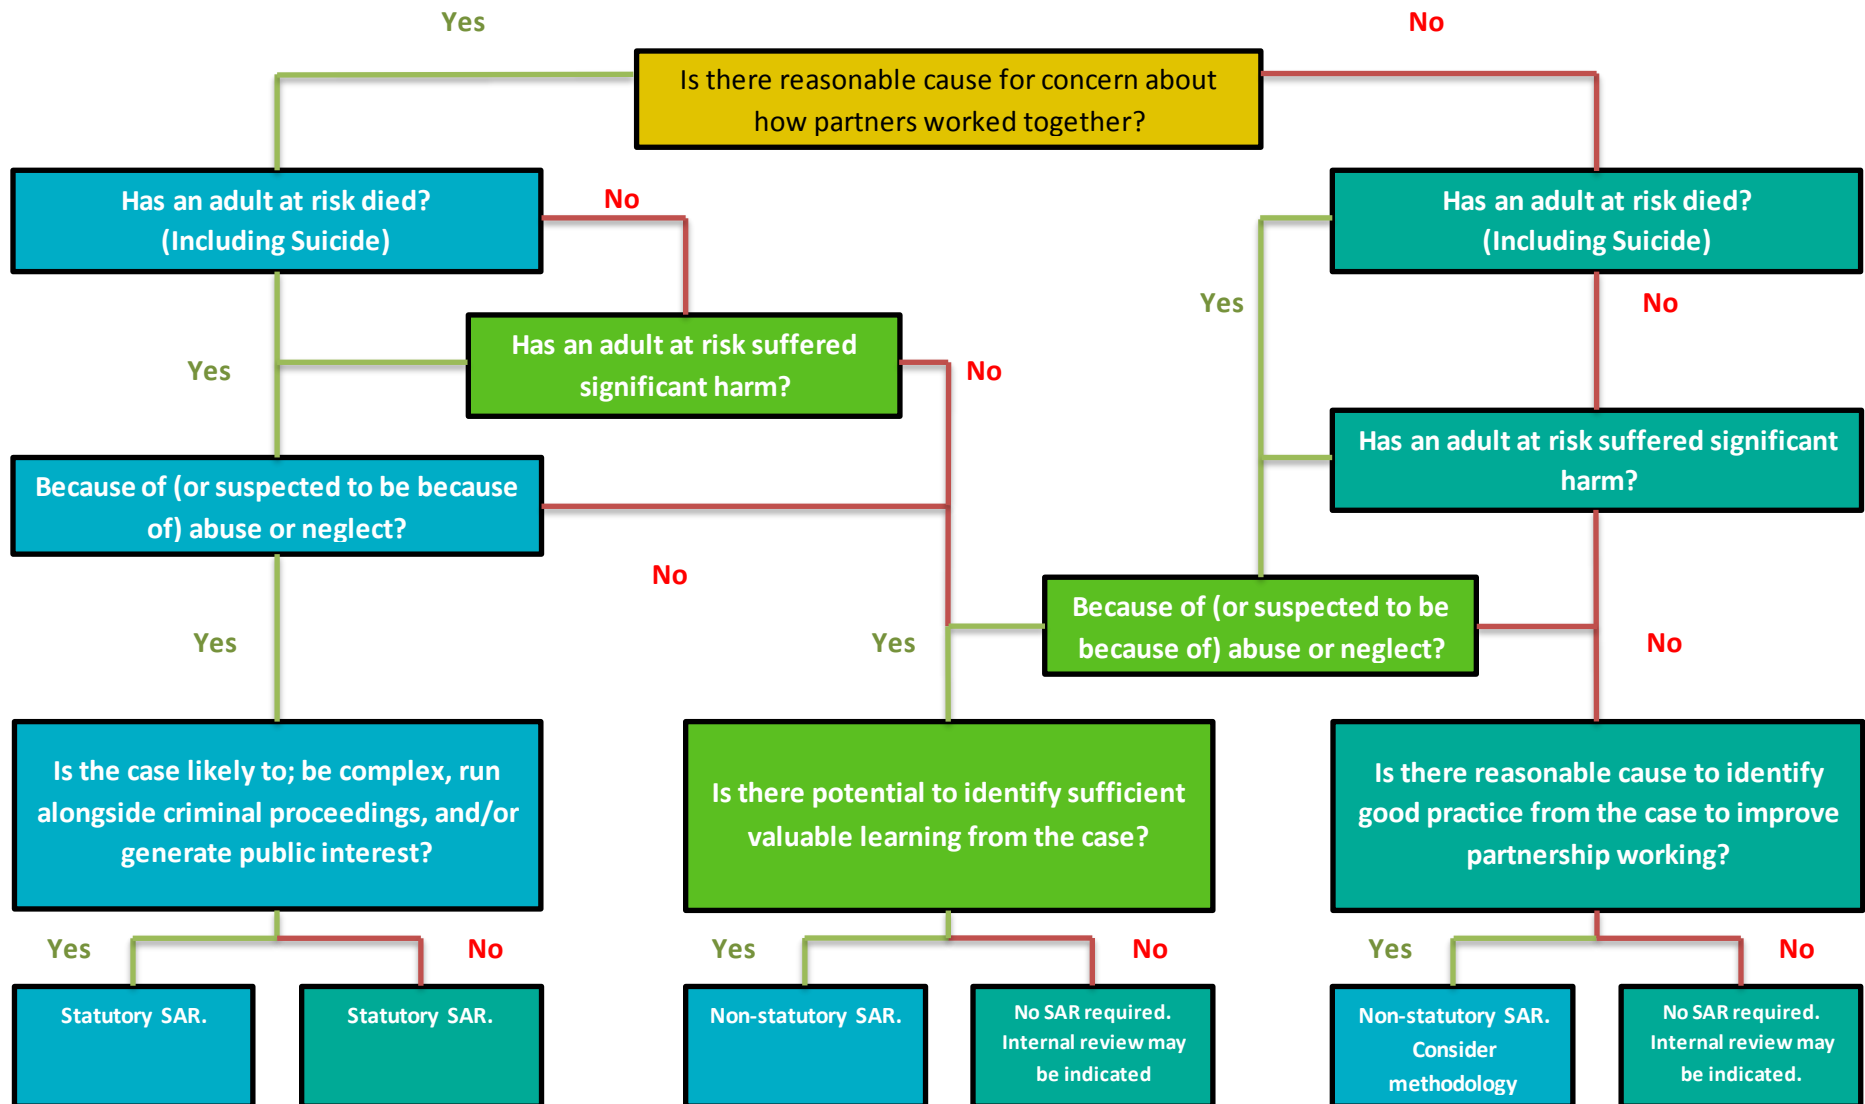 Yes
No
Is there reasonable cause for concern about
how partners worked together?
Has an adult at risk died?
(Including Suicide)
No
Has an adult at risk died?
(Including Suicide)
Yes
No
Has an adult at risk suffered
significant harm?
Yes
No
Has an adult at risk suffered significant
harm?
Because of (or suspected to be because
of) abuse or neglect?
No
Because of (or suspected to be
because of) abuse or neglect?
Yes
Yes
No
Is the case likely to; be complex, run
alongside criminal proceedings, and/or
generate public interest?
Is there potential to identify sufficient
valuable learning from the case?
Is there reasonable cause to identify
good practice from the case to improve
partnership working?
Yes
No
Yes
No
Yes
No
Statutory SAR.
Statutory SAR.
Non-statutory SAR.
No SAR required.
Internal review may
be indicated
Non-statutory SAR.
Consider
methodology
No SAR required.
Internal review may
be indicated.